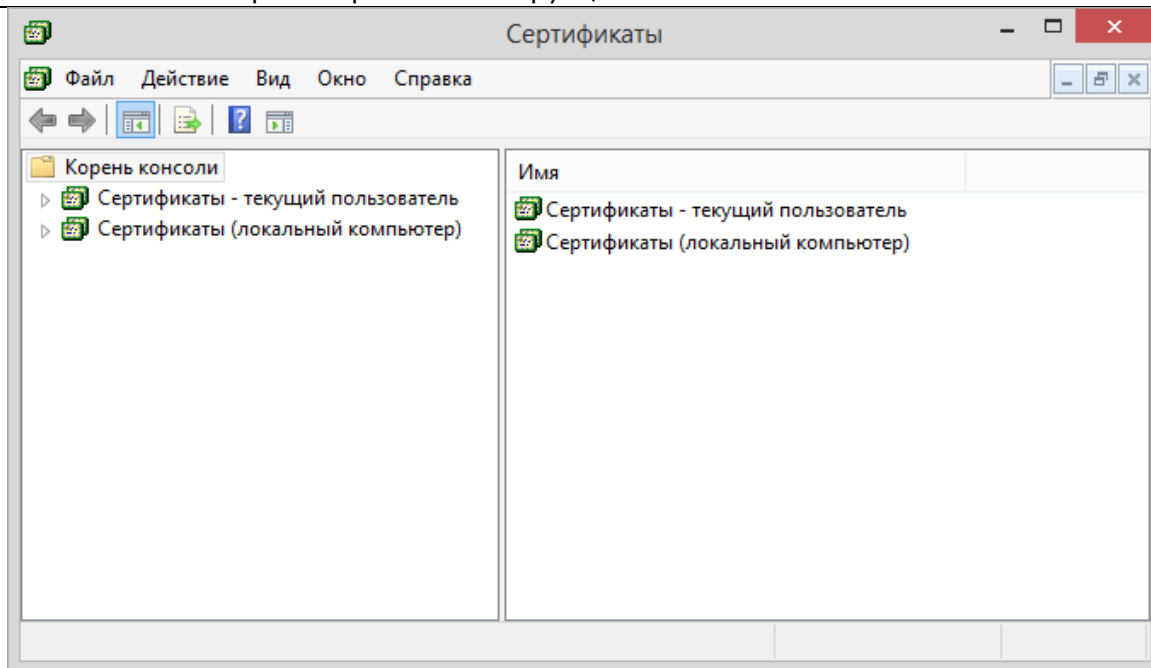 Сертификаты
Файл Действие Вид Окно Справка
Корень консоли
Сертификаты - текущий пользователь
Сертификаты (локальный компьютер)
Имя
Сертификаты - текущий пользователь
Сертификаты (локальный компьютер)